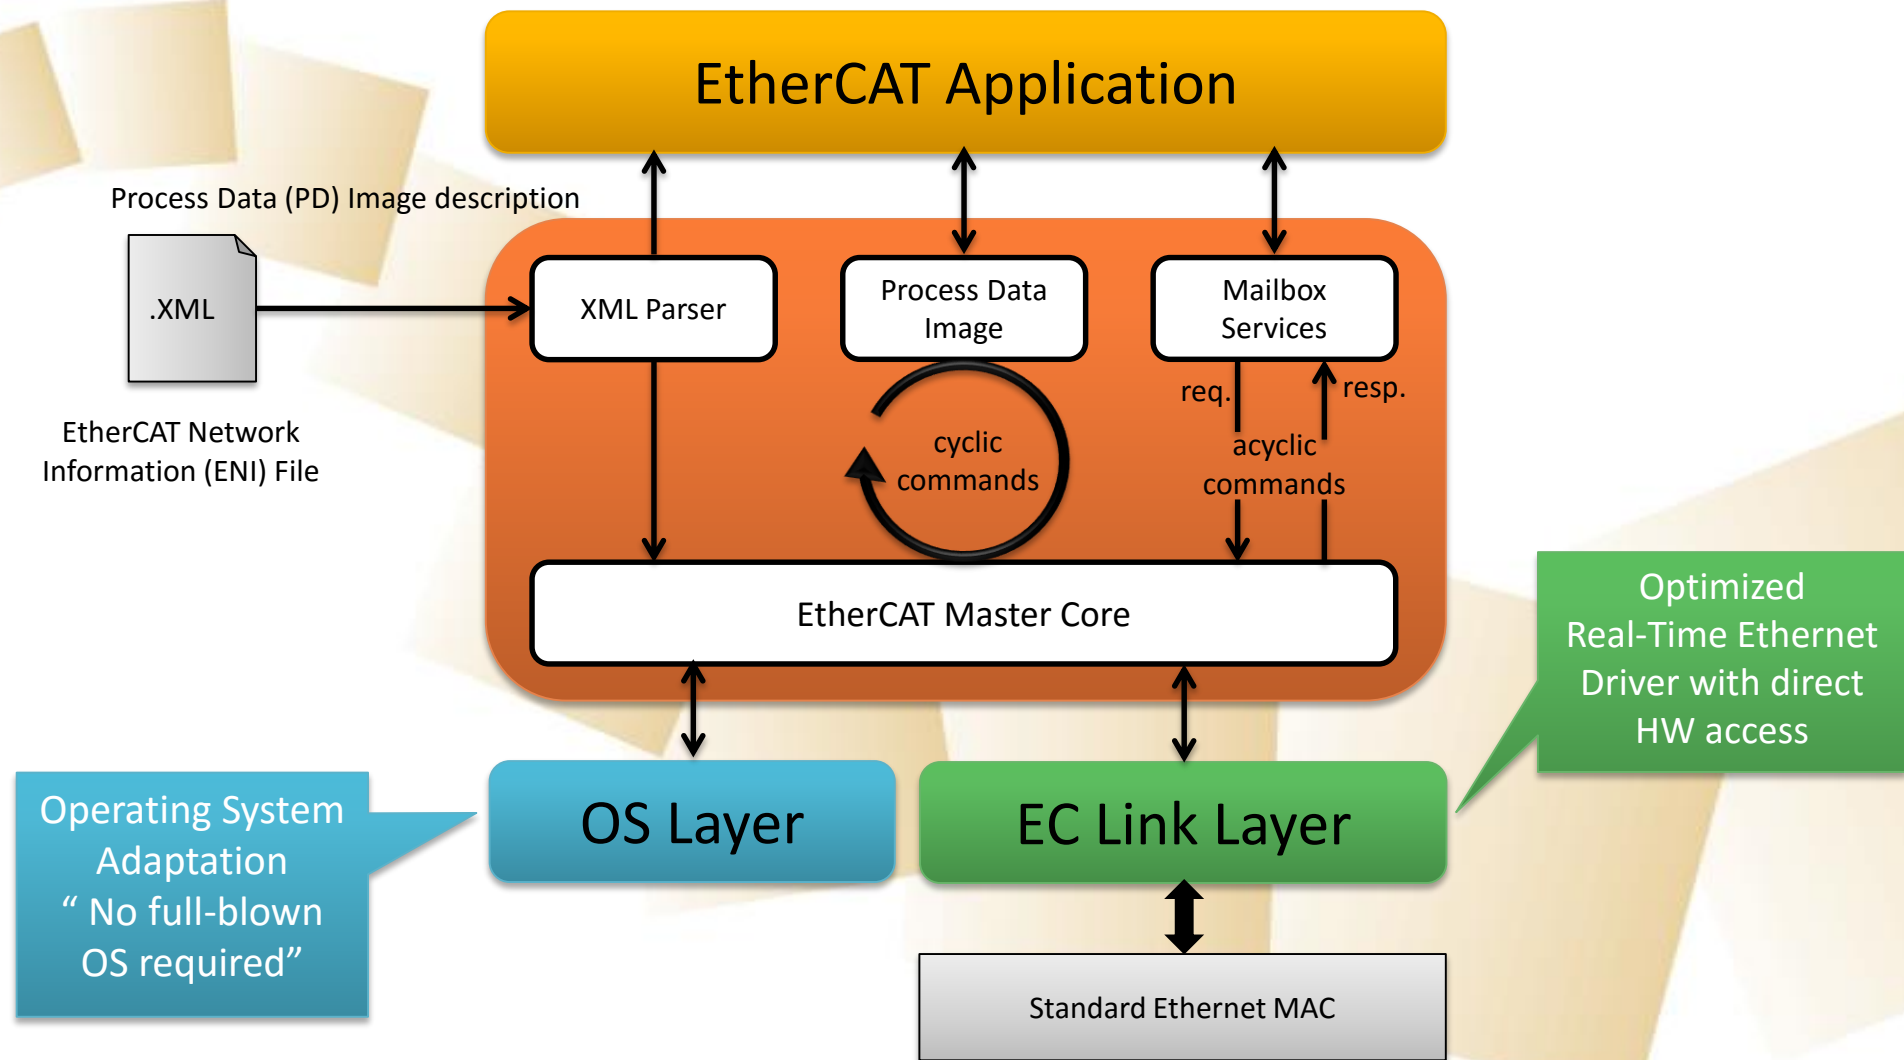 EtherCAT Application
Process Data (PD) Image description
.XML
XML Parser
Process Data
Image
Mailbox
Services
req.
resp.
EtherCAT Network
Information (ENI) File
cyclic
commands
acyclic
commands
EtherCAT Master Core
Optimized
Real-Time Ethernet
Driver with direct
HW access
Operating System
Adaptation
“ No full-blown
OS required”
OS Layer
EC Link Layer
Standard Ethernet MAC